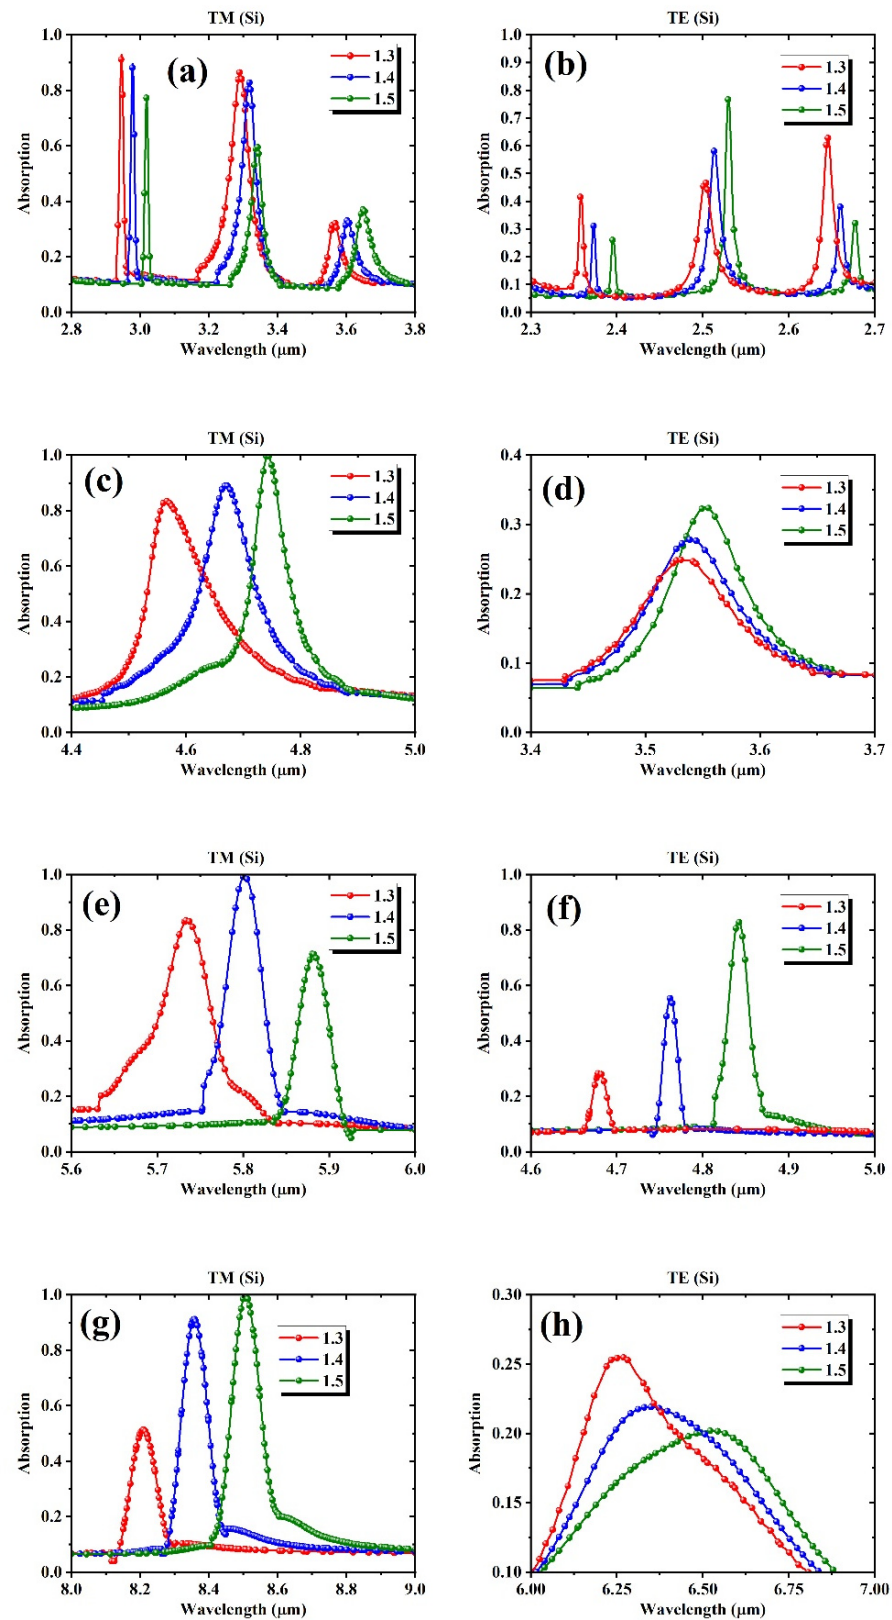 TM (Si)
1.0
0.8
0.6
0.4
0.2
0.0
Absorption
(a)
1.3
1.4
1.5
2.8 3.0 3.2 3.4 3.6 3.8
Wavelength (μm)
TE (Si)
1.0
0.9
0.8
0.7
0.6
0.5
0.4
0.3
0.2
0.1
0.0
Absorption
(b)
1.3
1.4
1.5
2.3 2.4 2.5 2.6 2.7
Wavelength (μm)
TM (Si)
1.0
0.8
0.6
0.4
0.2
0.0
Absorption
(c)
1.3
1.4
1.5
4.4 4.6 4.8 5.0
Wavelength (μm)
TE (Si)
0.4
0.3
0.2
0.1
0.0
Absorption
(d)
1.3
1.4
1.5
3.4 3.5 3.6 3.7
Wavelength (μm)
TM (Si)
1.0
0.8
0.6
0.4
0.2
0.0
Absorption
(e)
1.3
1.4
1.5
5.6 5.7 5.8 5.9 6.0
Wavelength (μm)
TE (Si)
1.0
0.8
0.6
0.4
0.2
0.0
Absorption
(f)
1.3
1.4
1.5
4.6 4.7 4.8 4.9 5.0
Wavelength (μm)
TM (Si)
1.0
0.8
0.6
0.4
0.2
0.0
Absorption
(g)
1.3
1.4
1.5
8.0 8.2 8.4 8.6 8.8 9.0
Wavelength (μm)
TE (Si)
0.30
0.25
0.20
0.15
0.10
Absorption
(h)
1.3
1.4
1.5
6.00 6.25 6.50 6.75 7.00
Wavelength (μm)